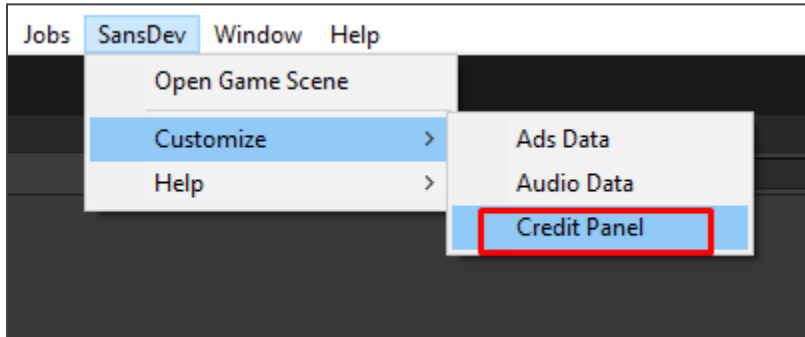 Jobs SansDev Window Help
Open Game Scene
Customize > Ads Data
Help > Audio Data
Credit Panel